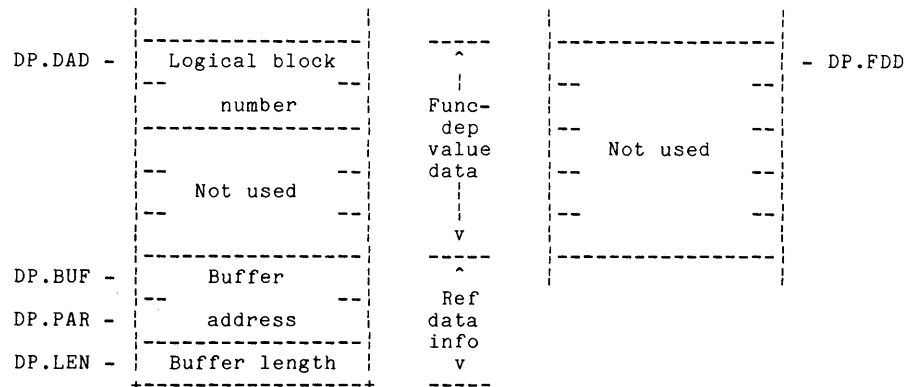 DP.DAD - Logical block - DP.FDD
number Func-
dep
value Not used
data
Not used
v
DP.BUF - Buffer
Ref
DP.PAR - address data
info
DP.LEN - Buffer length v